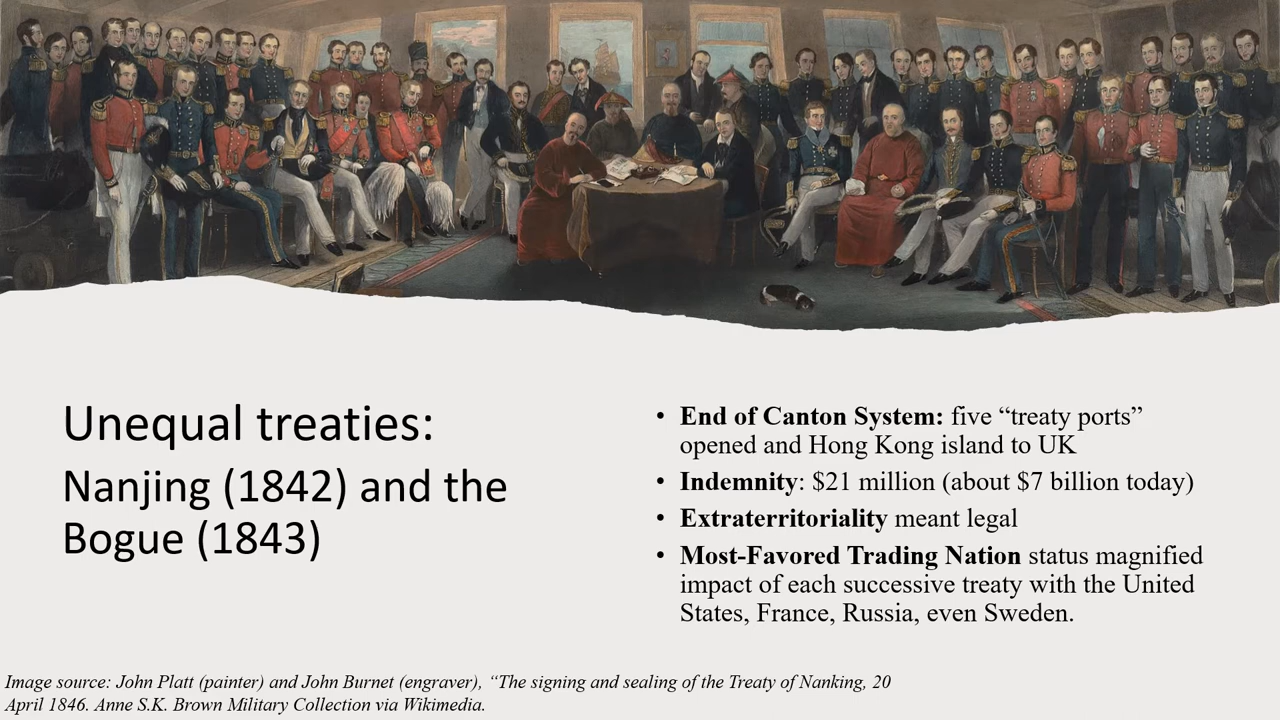 Unequal treaties:
Nanjing (1842) and the
Bogue (1843)
• End of Canton System: five “treaty ports”
opened and Hong Kong island to UK
• Indemnity: $21 million (about $7 billion today)
• Extraterritoriality meant legal
• Most-Favored Trading Nation status magnified
impact of each successive treaty with the United
States, France, Russia, even Sweden.
Image source: John Platt (painter) and John Burnet (engraver), “The signing and sealing of the Treaty of Nanking, 20
April 1846. Anne S.K. Brown Military Collection via Wikimedia.